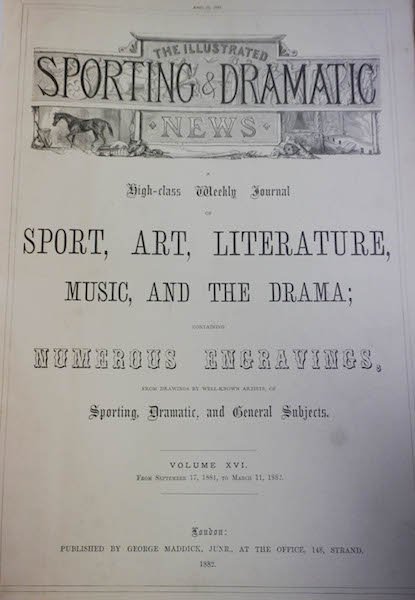 THE ILLUSTRATED
SPORTING & DRAMATIC
NEWS
A
High-class Weekly Journal
OF
SPORT, ART, LITERATURE,
MUSIC, AND THE DRAMA;
CONTAINING
NUMEROUS ENGRAVINGS,
FROM DRAWINGS BY WELL-KNOWN ARTISTS, OF
Sporting, Dramatic, and General Subjects.
VOLUME XVI.
FROM SEPTEMBER 17, 1881, TO MARCH 11, 1882.
London:
PUBLISHED BY GEORGE MADDICK, JUNR., AT THE OFFICE, 148, STRAND.
1882.